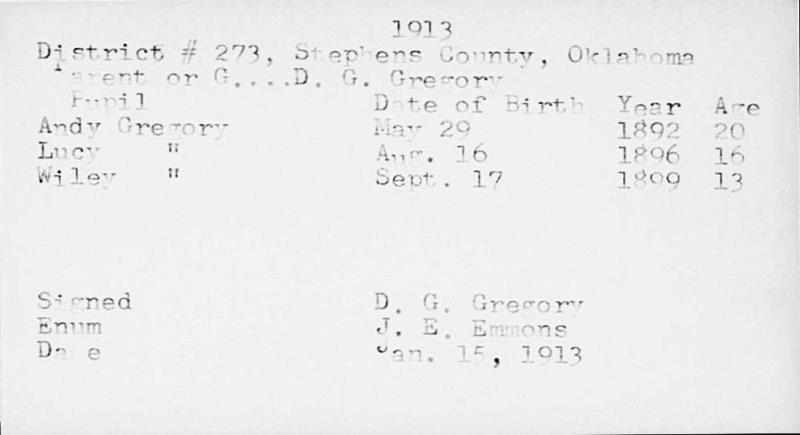 1913
District # 273, Stephens County, Oklahoma
Parent or G....D. G. Gregory
Pupil Date of Birth Year Age
Andy Gregory May 29 1892 20
Lucy " Aug. 16 1896 16
Wiley " Sept. 17 1899 13
Signed D. G. Gregory
Enum J. E. Emmons
Date Jan. 15, 1913